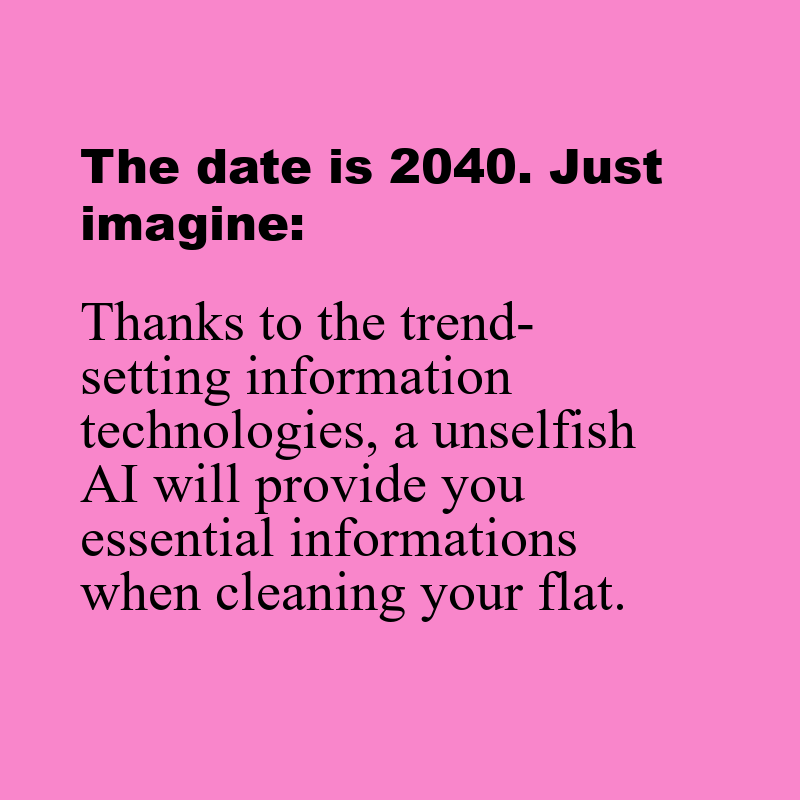 The date is 2040. Just
imagine:
Thanks to the trend-
setting information
technologies, a unselfish
AI will provide you
essential informations
when cleaning your flat.